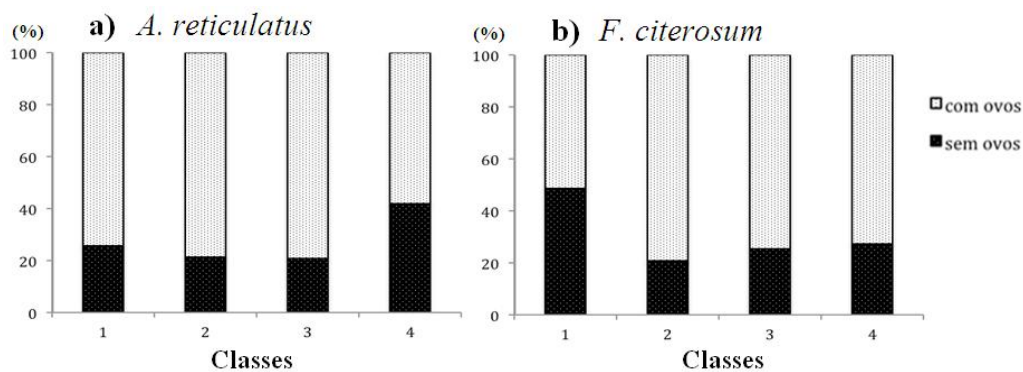 (%) a) A. reticulatus
100
80
60
40
20
0
1 2 3 4
Classes
(%) b) F. citerosum
100
80
60
40
20
0
1 2 3 4
Classes
com ovos
sem ovos